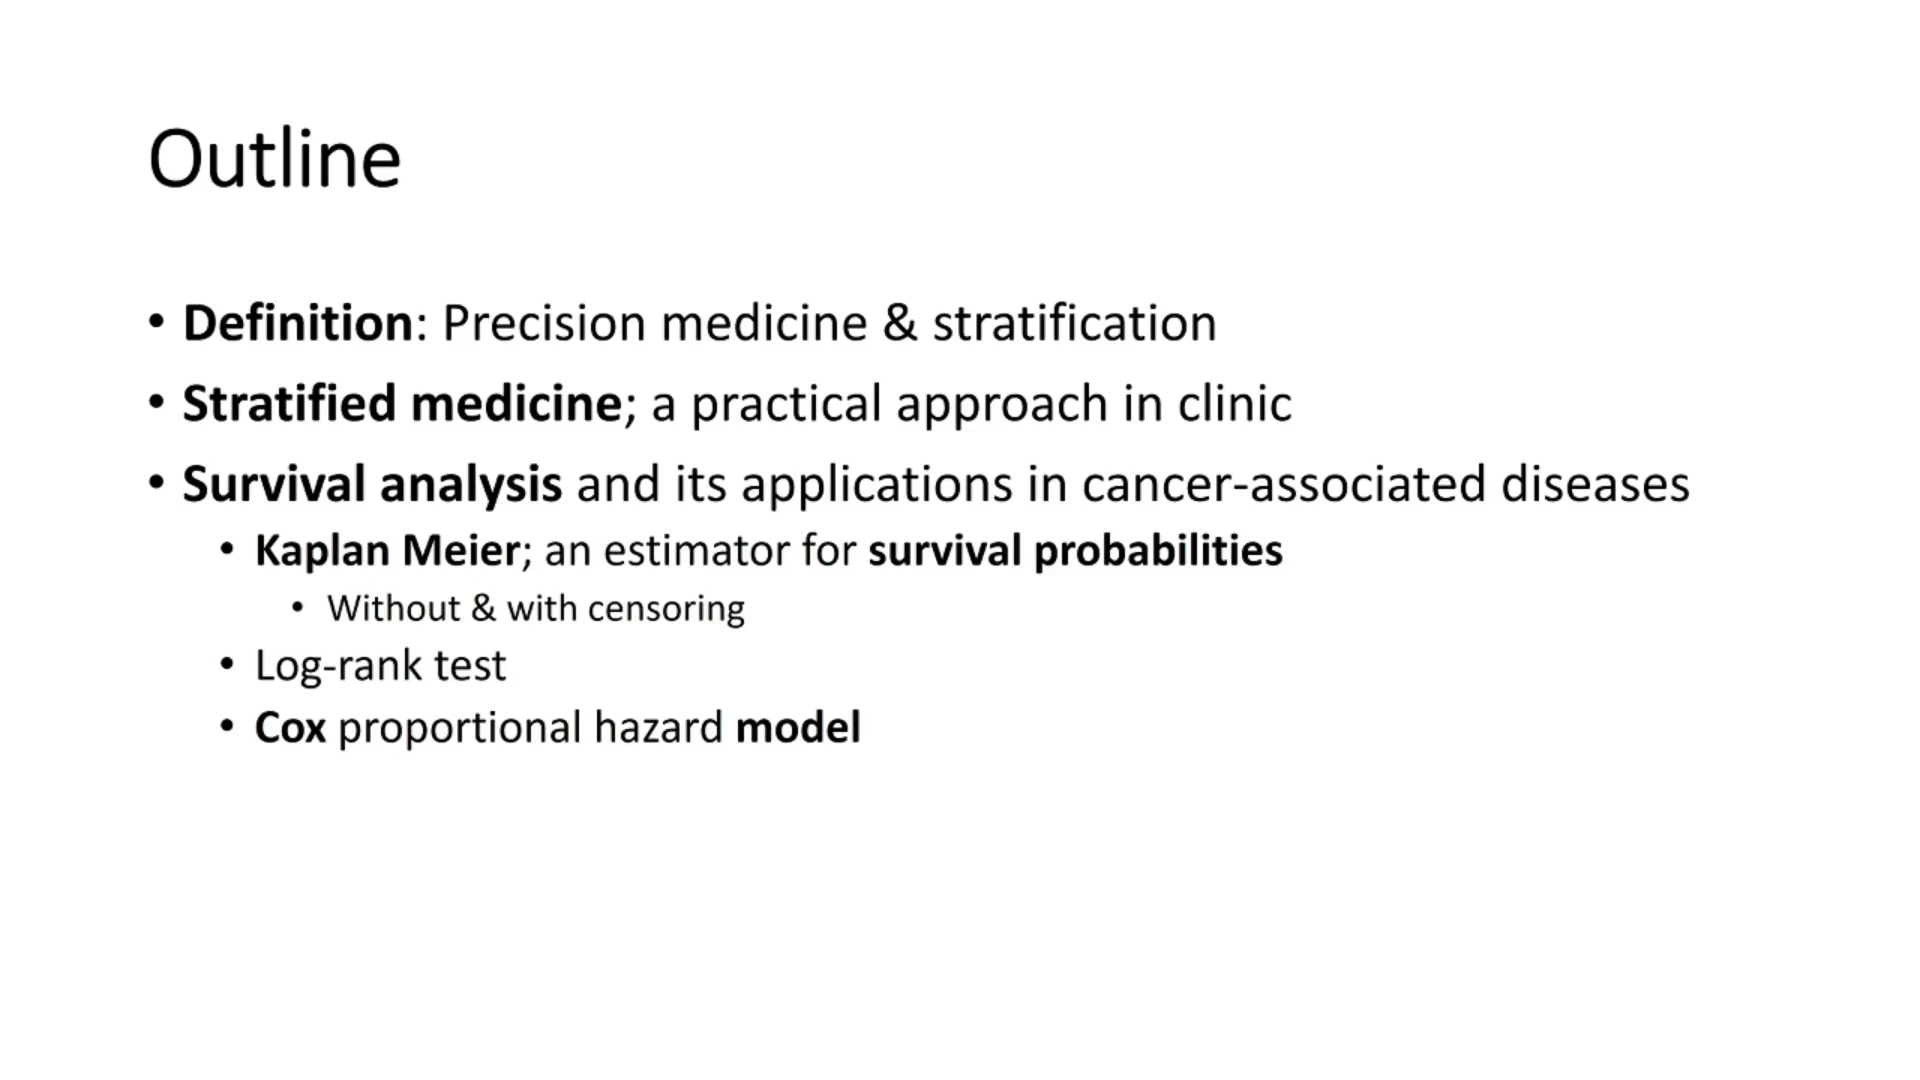 Outline
• Definition: Precision medicine & stratification
• Stratified medicine; a practical approach in clinic
• Survival analysis and its applications in cancer-associated diseases
• Kaplan Meier; an estimator for survival probabilities
• Without & with censoring
• Log-rank test
• Cox proportional hazard model